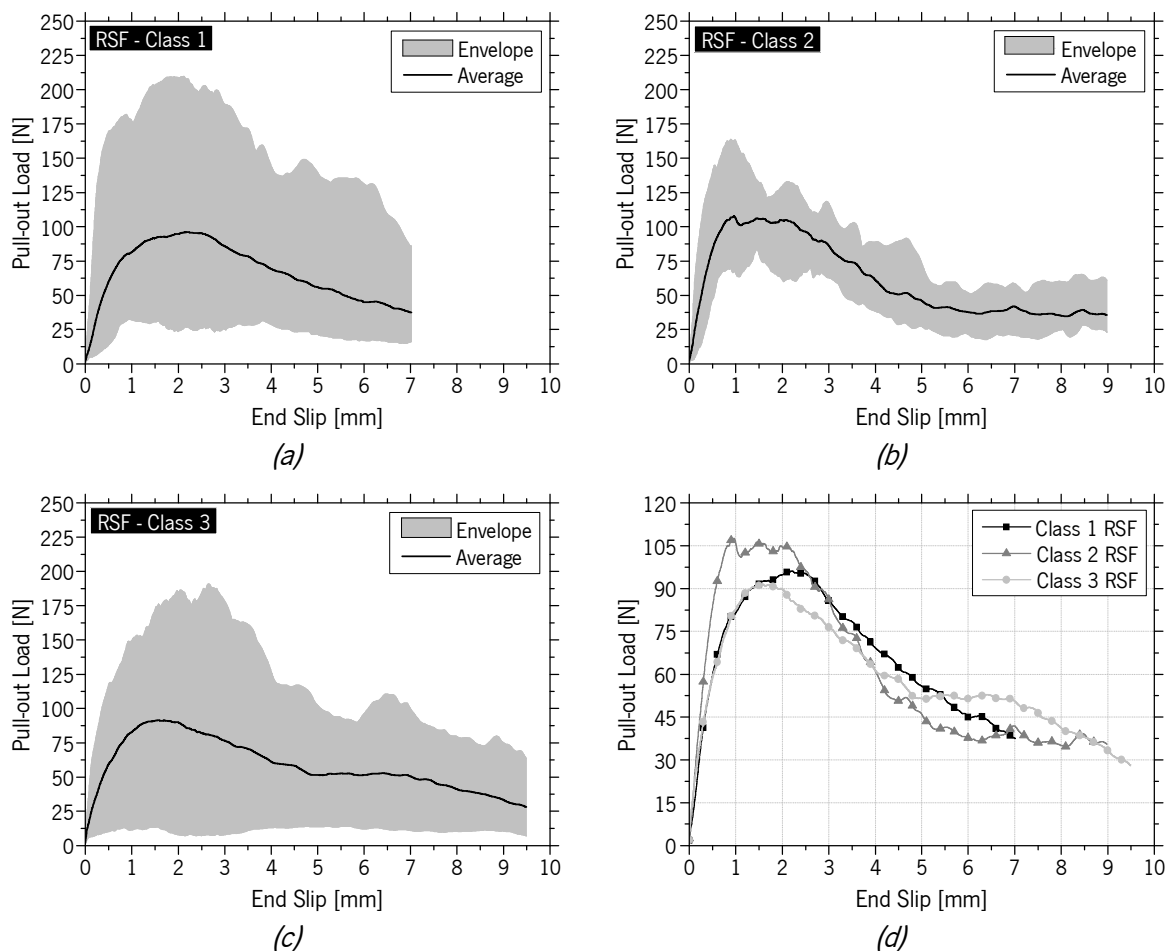 RSF - Class 1
Envelope
Average
Pull-out Load [N]
250
225
200
175
150
125
100
75
50
25
0
0 1 2 3 4 5 6 7 8 9 10
End Slip [mm]
(a)
RSF - Class 2
Envelope
Average
Pull-out Load [N]
250
225
200
175
150
125
100
75
50
25
0
0 1 2 3 4 5 6 7 8 9 10
End Slip [mm]
(b)
RSF - Class 3
Envelope
Average
Pull-out Load [N]
250
225
200
175
150
125
100
75
50
25
0
0 1 2 3 4 5 6 7 8 9 10
End Slip [mm]
(c)
Class 1 RSF
Class 2 RSF
Class 3 RSF
Pull-out Load [N]
120
105
90
75
60
45
30
15
0
0 1 2 3 4 5 6 7 8 9 10
End Slip [mm]
(d)